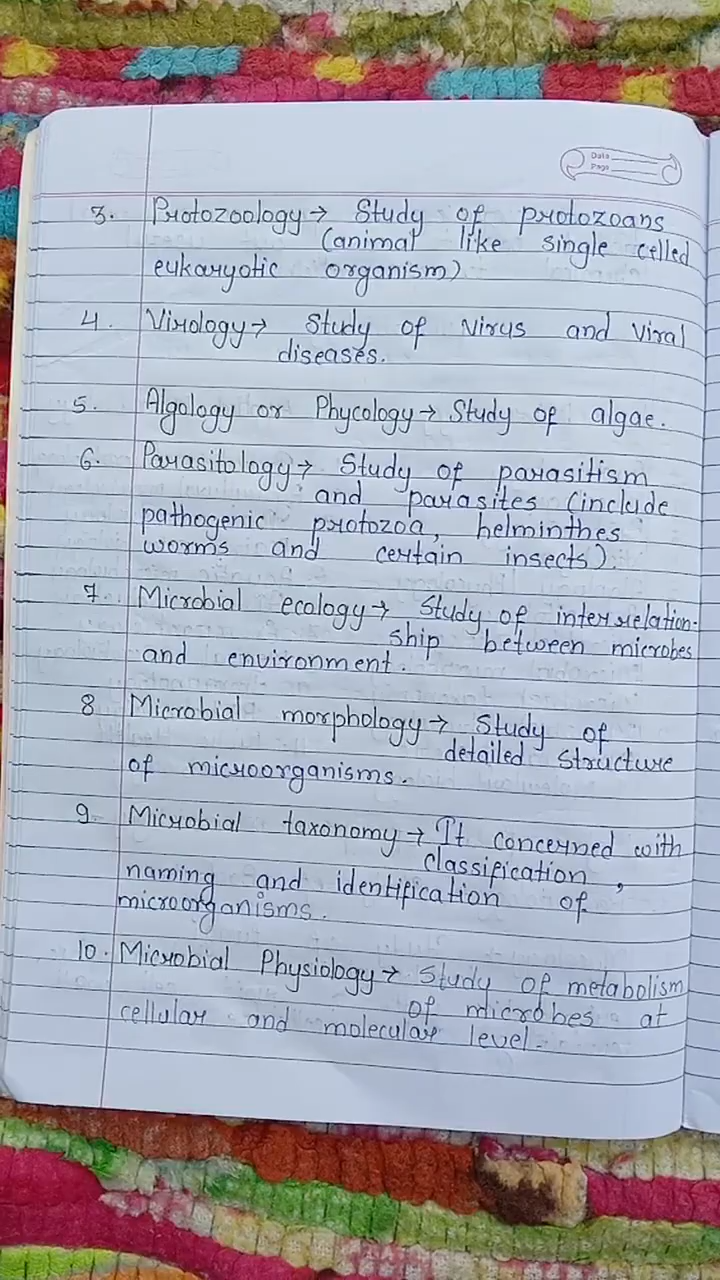 Data
Page
3. Protozoology → Study of protozoans
(animal like single celled
eukaryotic organism)
4. Virology → Study of virus and viral
diseases.
5. Algology or Phycology → Study of algae.
6. Parasitology → Study of parasitism
and parasites (include
pathogenic protozoa, helminthes
worms and certain insects).
7. Microbial ecology → Study of interrelation-
ship between microbes
and environment.
8 Microbial morphology → Study of
detailed structure
of microorganisms.
9. Microbial taxonomy → It concerned with
classification,
naming and identification of
microorganisms.
10. Microbial Physiology → Study of metabolism
of microbes at
cellular and molecular level.